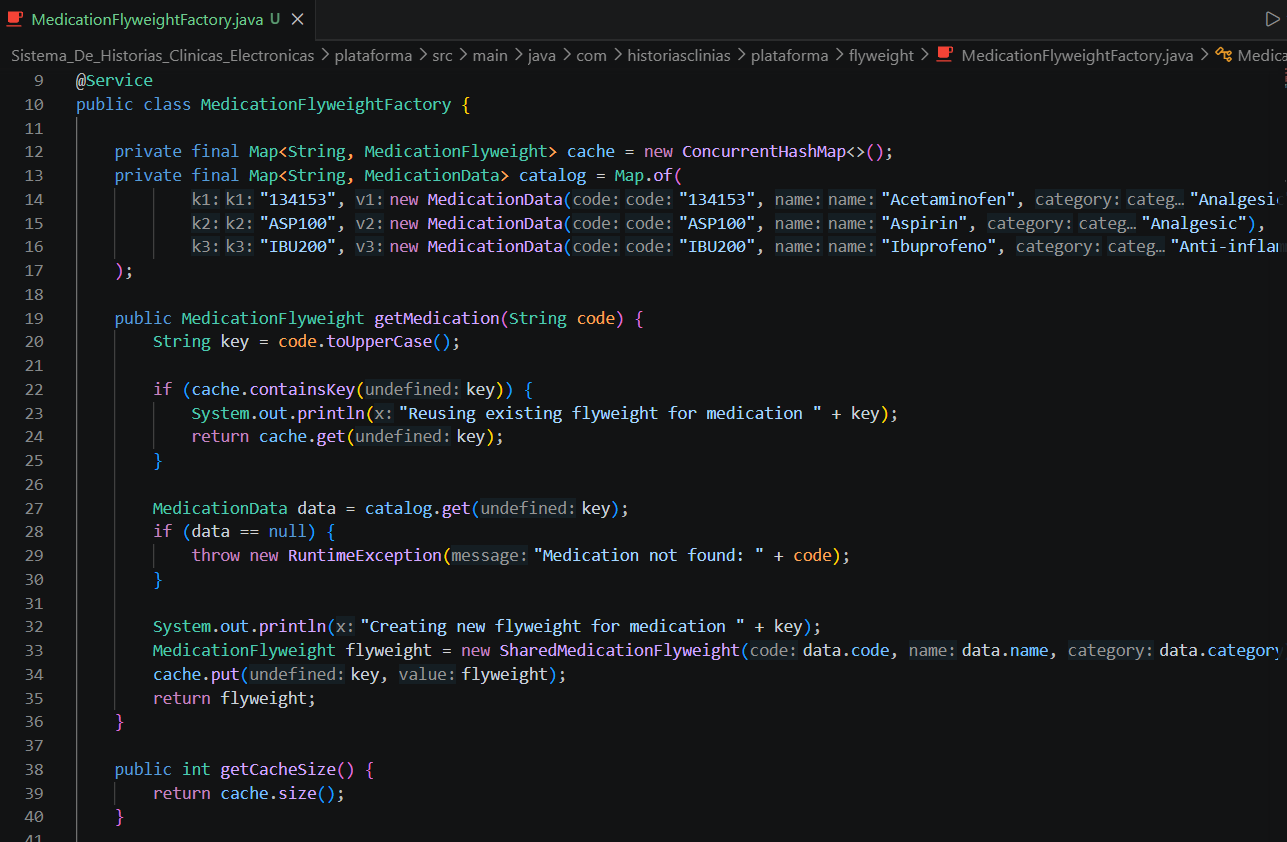 MedicationFlyweightFactory.java U
Sistema_De_Historias_Clinicas_Electronicas > plataforma > src > main > java > com > historiasclinias > plataforma > flyweight > MedicationFlyweightFactory.java > Medica
9 @Service
10 public class MedicationFlyweightFactory {
11
12 private final Map<String, MedicationFlyweight> cache = new ConcurrentHashMap<>();
13 private final Map<String, MedicationData> catalog = Map.of(
14 k1: k1: "134153", v1: new MedicationData(code: code: "134153", name: name: "Acetaminofen", category: categ… "Analgesic
15 k2: k2: "ASP100", v2: new MedicationData(code: code: "ASP100", name: name: "Aspirin", category: categ… "Analgesic"),
16 k3: k3: "IBU200", v3: new MedicationData(code: code: "IBU200", name: name: "Ibuprofeno", category: categ… "Anti-inflam
17 );
18
19 public MedicationFlyweight getMedication(String code) {
20 String key = code.toUpperCase();
21
22 if (cache.containsKey(undefined: key)) {
23 System.out.println(x: "Reusing existing flyweight for medication " + key);
24 return cache.get(undefined: key);
25 }
26
27 MedicationData data = catalog.get(undefined: key);
28 if (data == null) {
29 throw new RuntimeException(message: "Medication not found: " + code);
30 }
31
32 System.out.println(x: "Creating new flyweight for medication " + key);
33 MedicationFlyweight flyweight = new SharedMedicationFlyweight(code: data.code, name: data.name, category: data.category
34 cache.put(undefined: key, value: flyweight);
35 return flyweight;
36 }
37
38 public int getCacheSize() {
39 return cache.size();
40 }
41